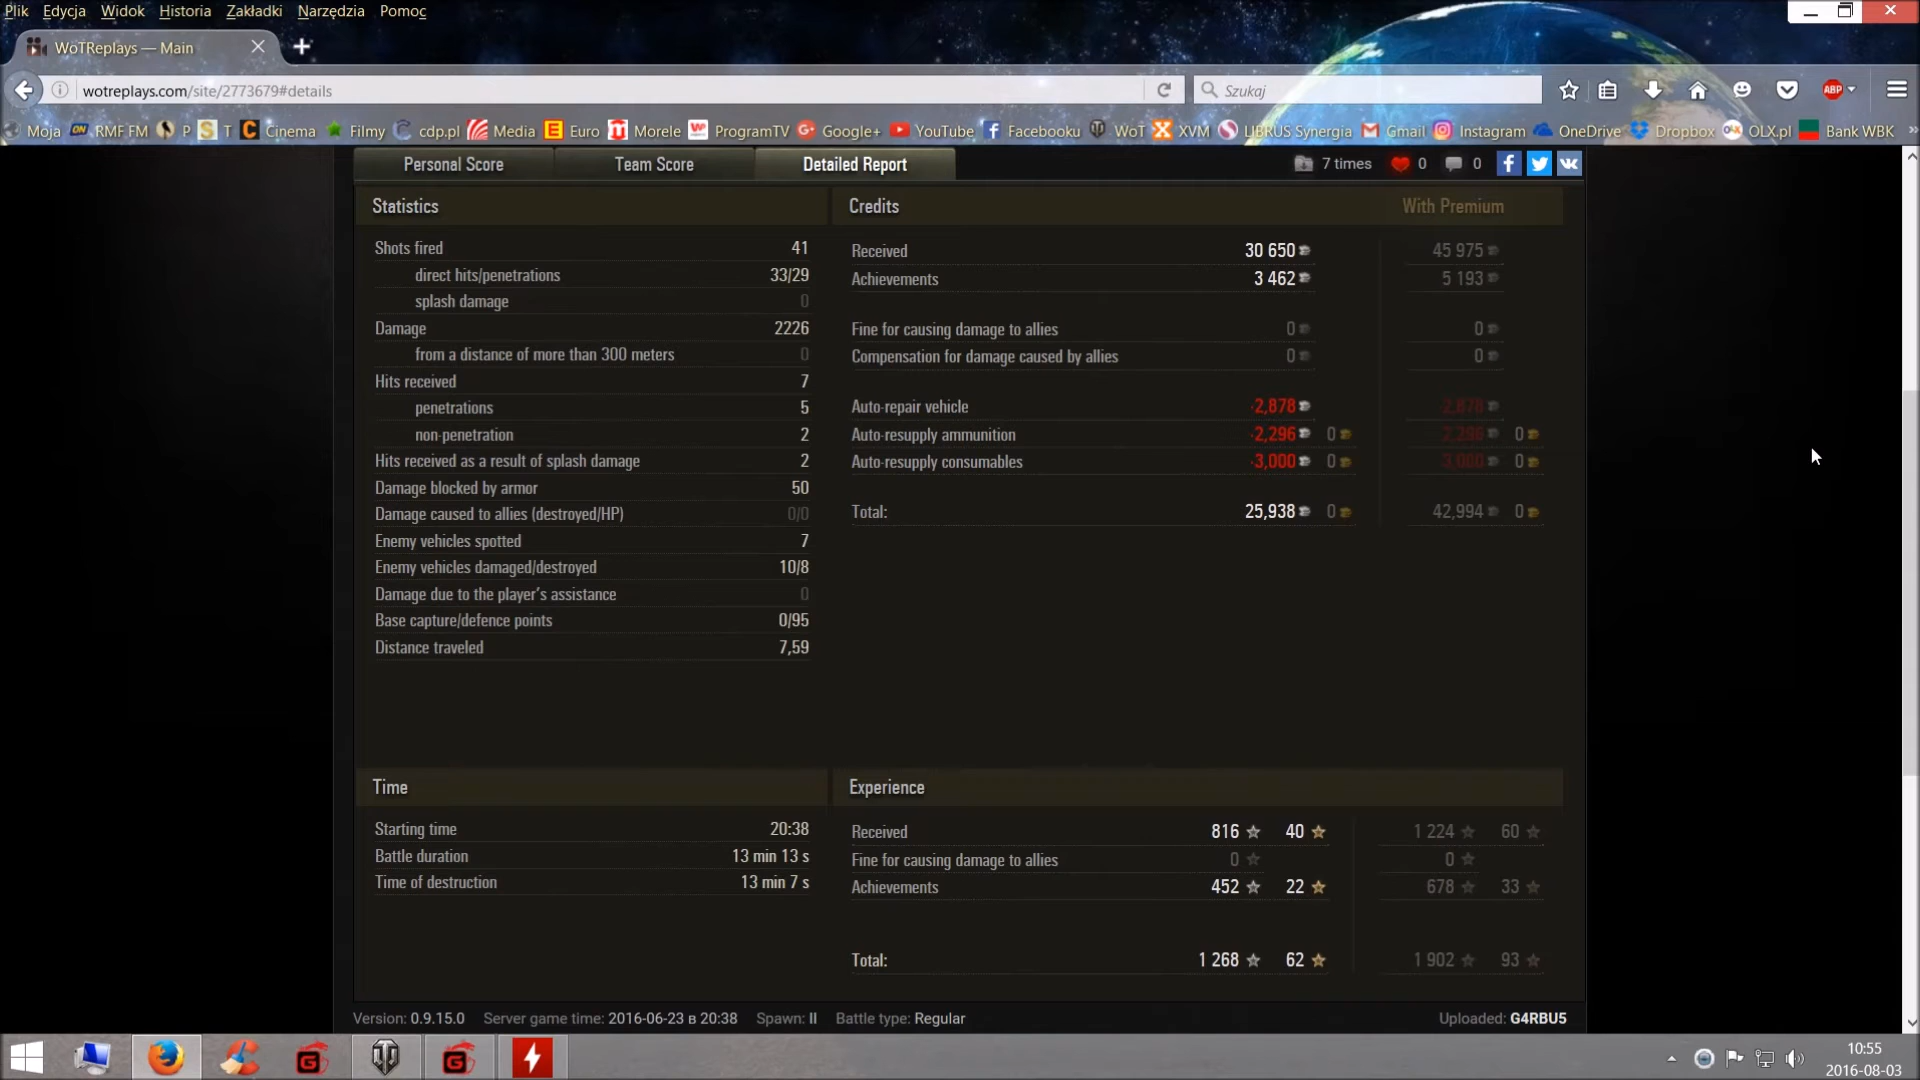 Plik Edycja Widok Historia Zakładki Narzędzia Pomoc
WoTReplays — Main
wotreplays.com/site/2773679#details
Szukaj
Moja RMF FM P T Cinema Filmy cdp.pl Media Euro Morele ProgramTV Google+ YouTube Facebooku WoT XVM LIBRUS Synergia Gmail Instagram OneDrive Dropbox OLX.pl Bank WBK
Personal Score Team Score Detailed Report 7 times 0 0
Statistics
Shots fired 41
direct hits/penetrations 33/29
splash damage 0
Damage 2226
from a distance of more than 300 meters 0
Hits received 7
penetrations 5
non-penetration 2
Hits received as a result of splash damage 2
Damage blocked by armor 50
Damage caused to allies (destroyed/HP) 0/0
Enemy vehicles spotted 7
Enemy vehicles damaged/destroyed 10/8
Damage due to the player's assistance 0
Base capture/defence points 0/95
Distance traveled 7,59
Credits With Premium
Received 30 650 45 975
Achievements 3 462 5 193
Fine for causing damage to allies 0 0
Compensation for damage caused by allies 0 0
Auto-repair vehicle -2,878 -2,878
Auto-resupply ammunition -2,296 0 -2,296 0
Auto-resupply consumables -3,000 0 -3,000 0
Total: 25,938 0 42,994 0
Time
Starting time 20:38
Battle duration 13 min 13 s
Time of destruction 13 min 7 s
Experience
Received 816 40 1 224 60
Fine for causing damage to allies 0 0
Achievements 452 22 678 33
Total: 1 268 62 1 902 93
Version: 0.9.15.0 Server game time: 2016-06-23 в 20:38 Spawn: II Battle type: Regular Uploaded: G4RBU5
10:55
2016-08-03